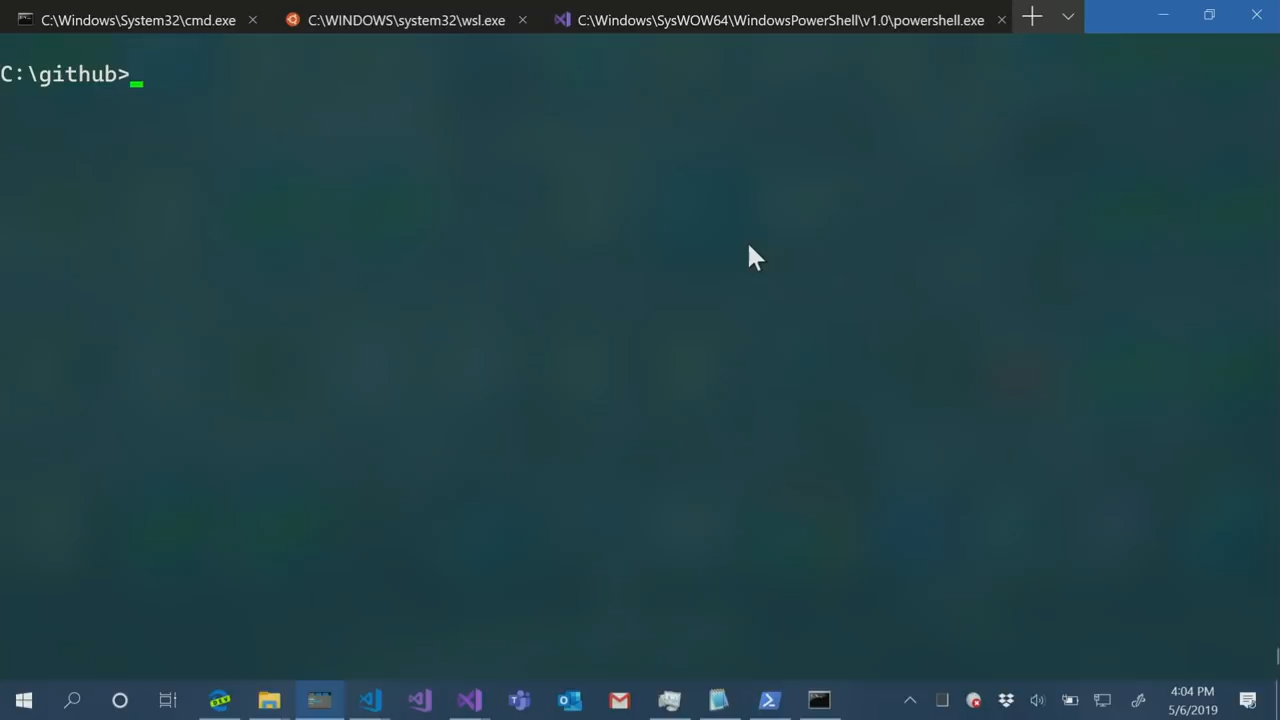 C:\Windows\System32\cmd.exe
C:\WINDOWS\system32\wsl.exe
C:\Windows\SysWOW64\WindowsPowerShell\v1.0\powershell.exe
C:\github>
4:04 PM
5/6/2019